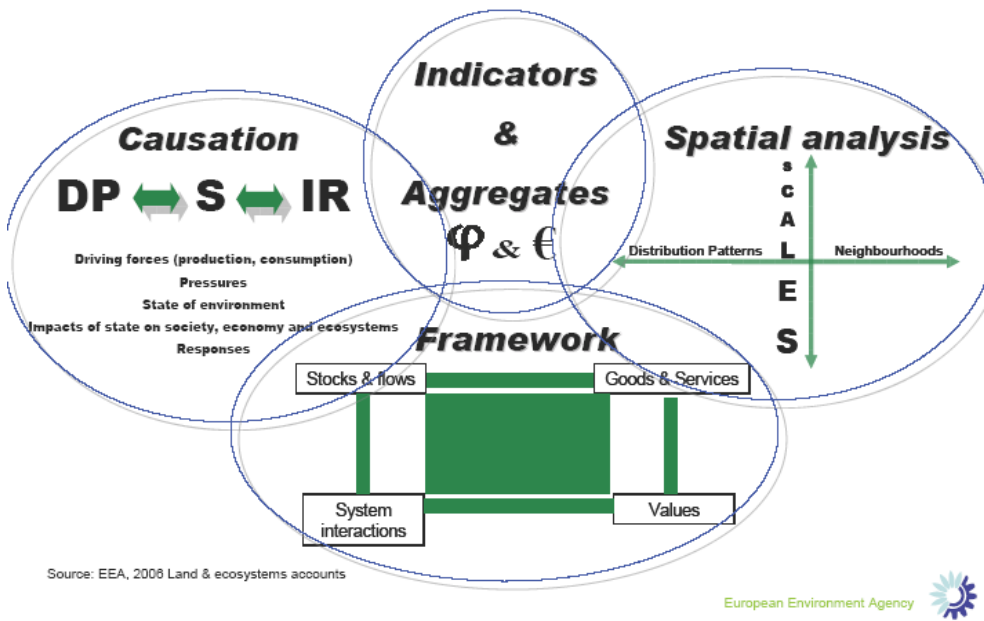 Indicators
&
Aggregates
φ & €
Causation
DP S IR
Driving forces (production, consumption)
Pressures
State of environment
Impacts of state on society, economy and ecosystems
Responses
Spatial analysis
s
C
A
L
E
S
Distribution Patterns
Neighbourhoods
Framework
Stocks & flows
Goods & Services
System
interactions
Values
Source: EEA, 2006 Land & ecosystems accounts
European Environment Agency